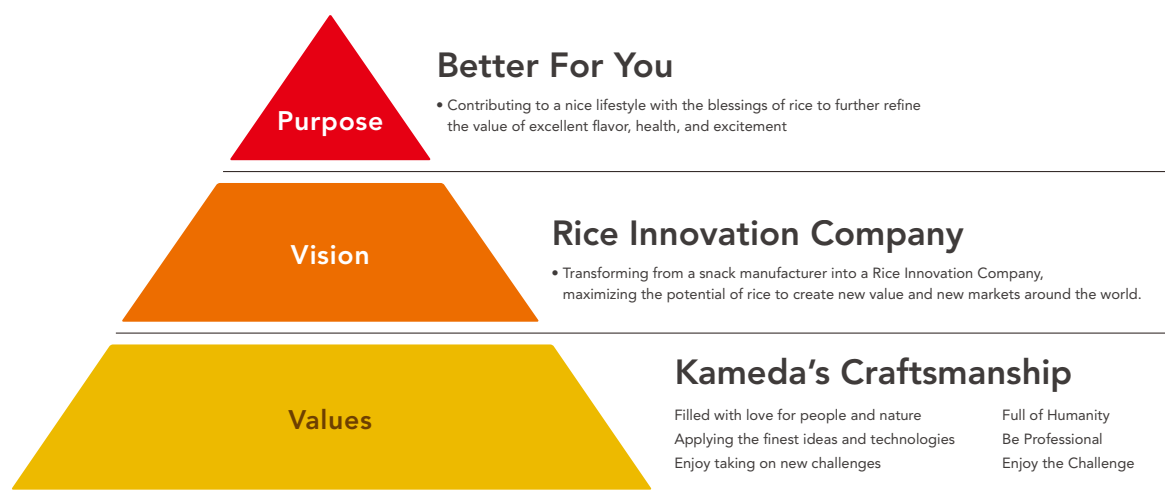 Purpose
Better For You
• Contributing to a nice lifestyle with the blessings of rice to further refine
the value of excellent flavor, health, and excitement
Vision
Rice Innovation Company
• Transforming from a snack manufacturer into a Rice Innovation Company,
maximizing the potential of rice to create new value and new markets around the world.
Values
Kameda’s Craftsmanship
Filled with love for people and nature Full of Humanity
Applying the finest ideas and technologies Be Professional
Enjoy taking on new challenges Enjoy the Challenge